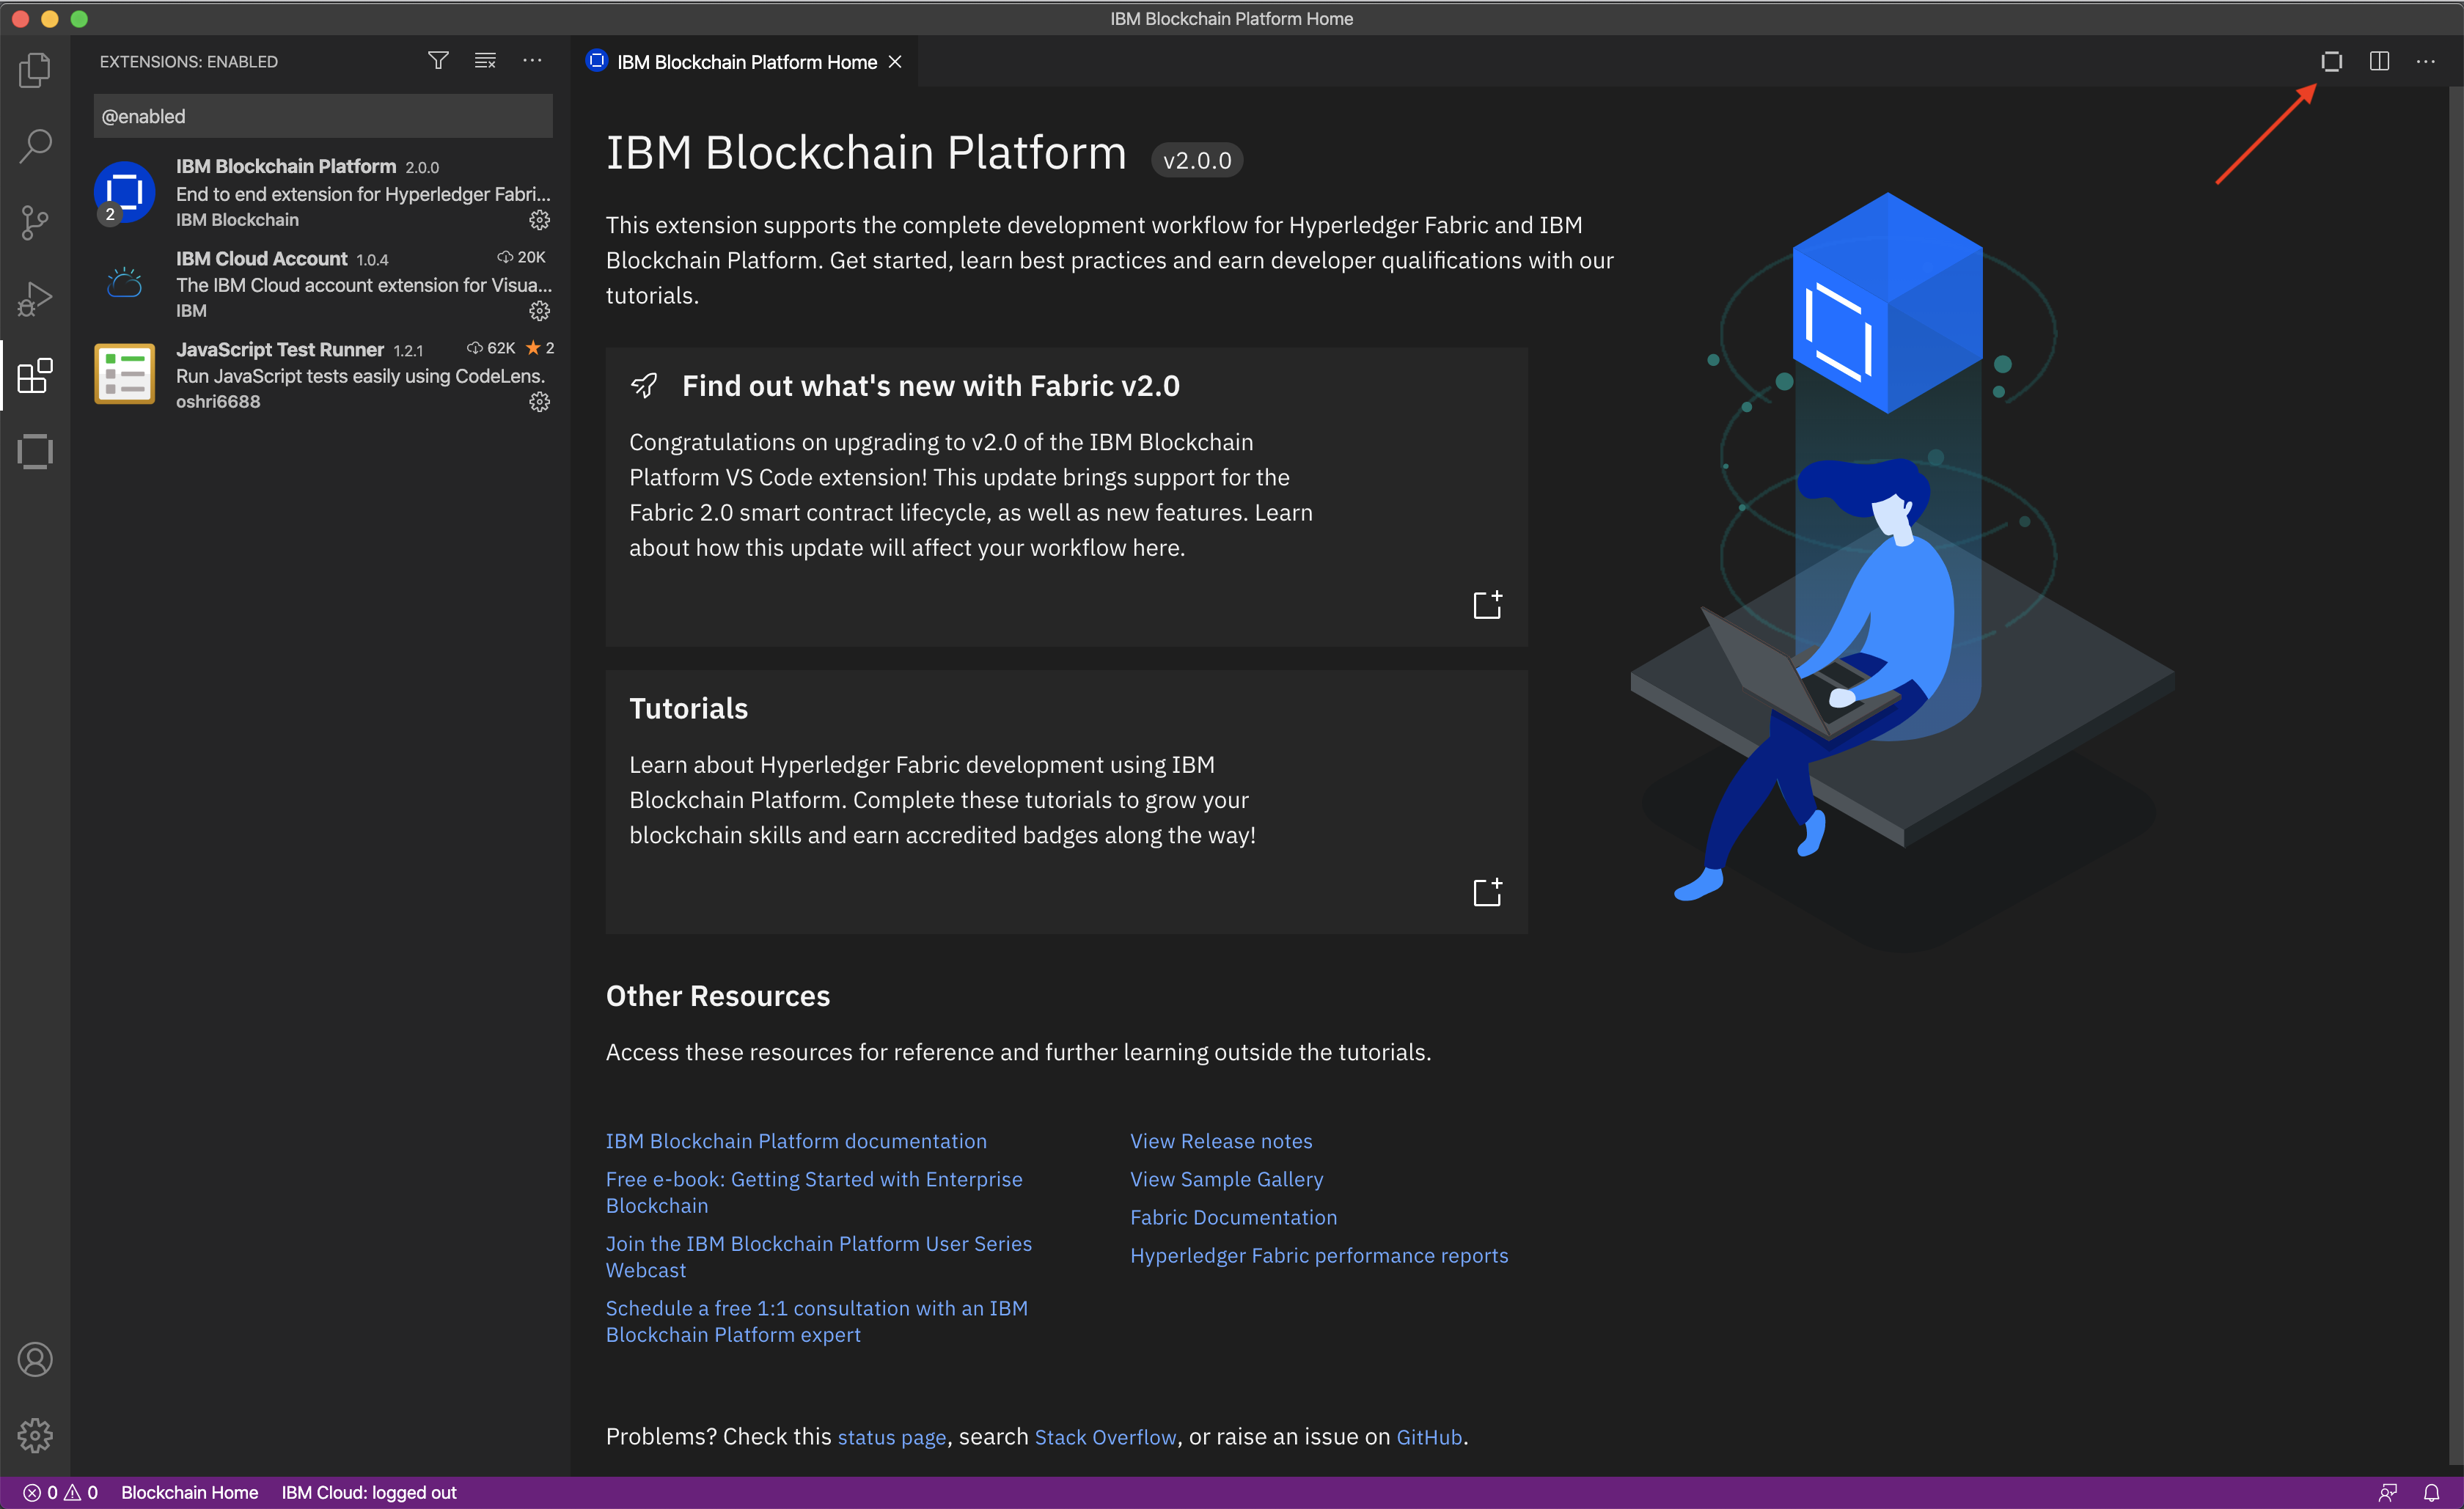 IBM Blockchain Platform Home
EXTENSIONS: ENABLED
IBM Blockchain Platform Home
@enabled
IBM Blockchain Platform 2.0.0
End to end extension for Hyperledger Fabri...
2
IBM Blockchain
IBM Cloud Account 1.0.4 20K
The IBM Cloud account extension for Visua...
IBM
JavaScript Test Runner 1.2.1 62K 2
Run JavaScript tests easily using CodeLens.
oshri6688
IBM Blockchain Platform v2.0.0
This extension supports the complete development workflow for Hyperledger Fabric and IBM
Blockchain Platform. Get started, learn best practices and earn developer qualifications with our
tutorials.
Find out what's new with Fabric v2.0
Congratulations on upgrading to v2.0 of the IBM Blockchain
Platform VS Code extension! This update brings support for the
Fabric 2.0 smart contract lifecycle, as well as new features. Learn
about how this update will affect your workflow here.
Tutorials
Learn about Hyperledger Fabric development using IBM
Blockchain Platform. Complete these tutorials to grow your
blockchain skills and earn accredited badges along the way!
Other Resources
Access these resources for reference and further learning outside the tutorials.
IBM Blockchain Platform documentation
Free e-book: Getting Started with Enterprise
Blockchain
Join the IBM Blockchain Platform User Series
Webcast
Schedule a free 1:1 consultation with an IBM
Blockchain Platform expert
View Release notes
View Sample Gallery
Fabric Documentation
Hyperledger Fabric performance reports
Problems? Check this status page, search Stack Overflow, or raise an issue on GitHub.
0 0 Blockchain Home IBM Cloud: logged out